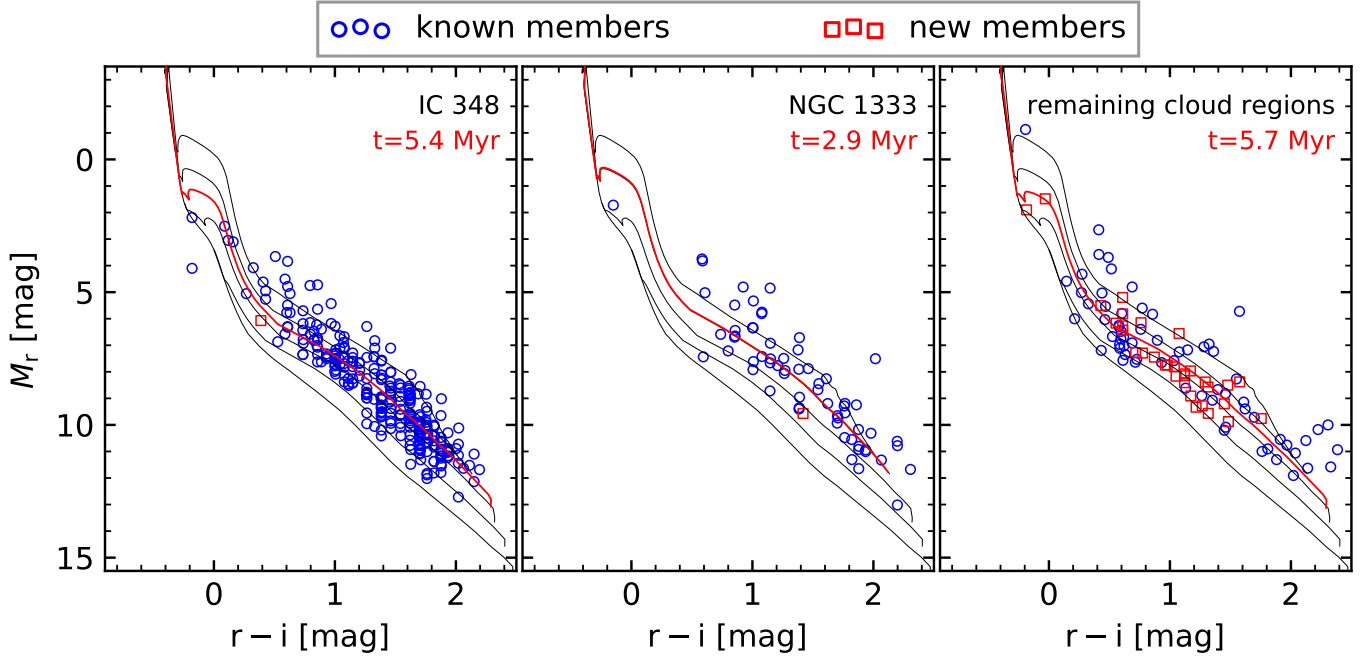 known members new members
IC 348 NGC 1333 remaining cloud regions
t=5.4 Myr t=2.9 Myr t=5.7 Myr
0
5
10
15
M_r [mag]
0 1 2 0 1 2 0 1 2
r − i [mag] r − i [mag] r − i [mag]